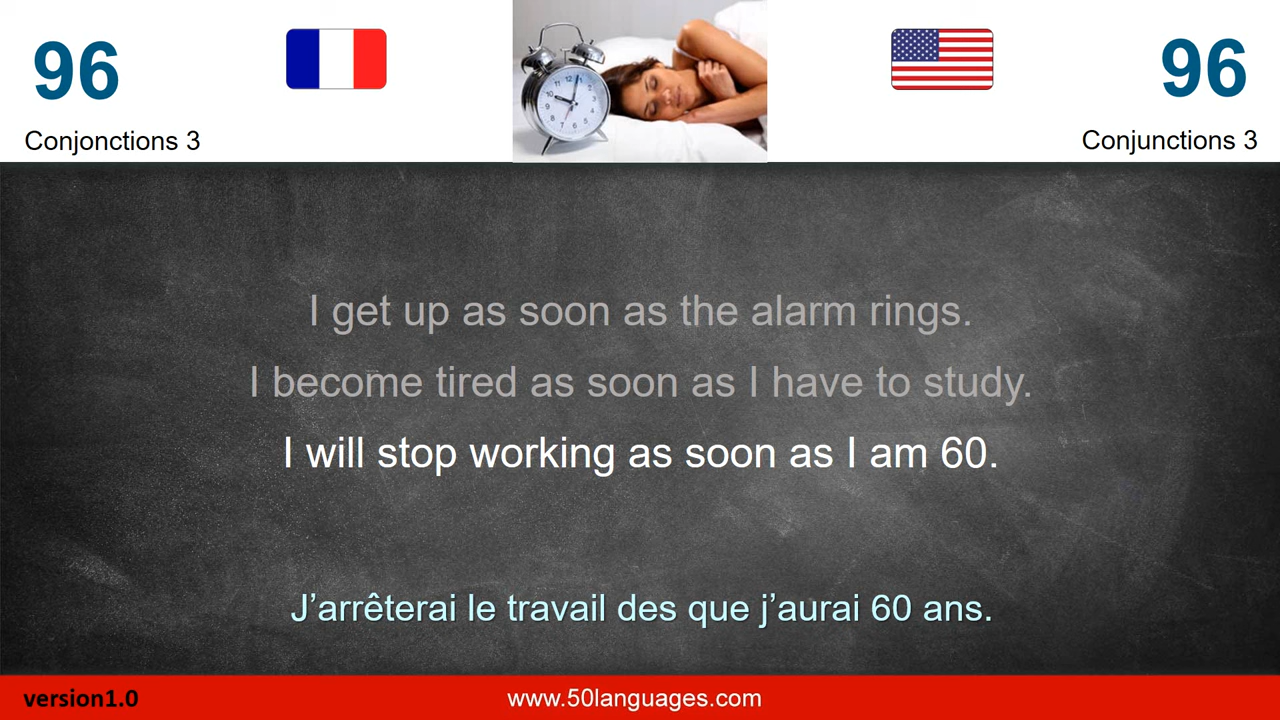 96
96
Conjonctions 3
Conjunctions 3
I get up as soon as the alarm rings.
I become tired as soon as I have to study.
I will stop working as soon as I am 60.
J’arrêterai le travail des que j’aurai 60 ans.
version1.0
www.50languages.com